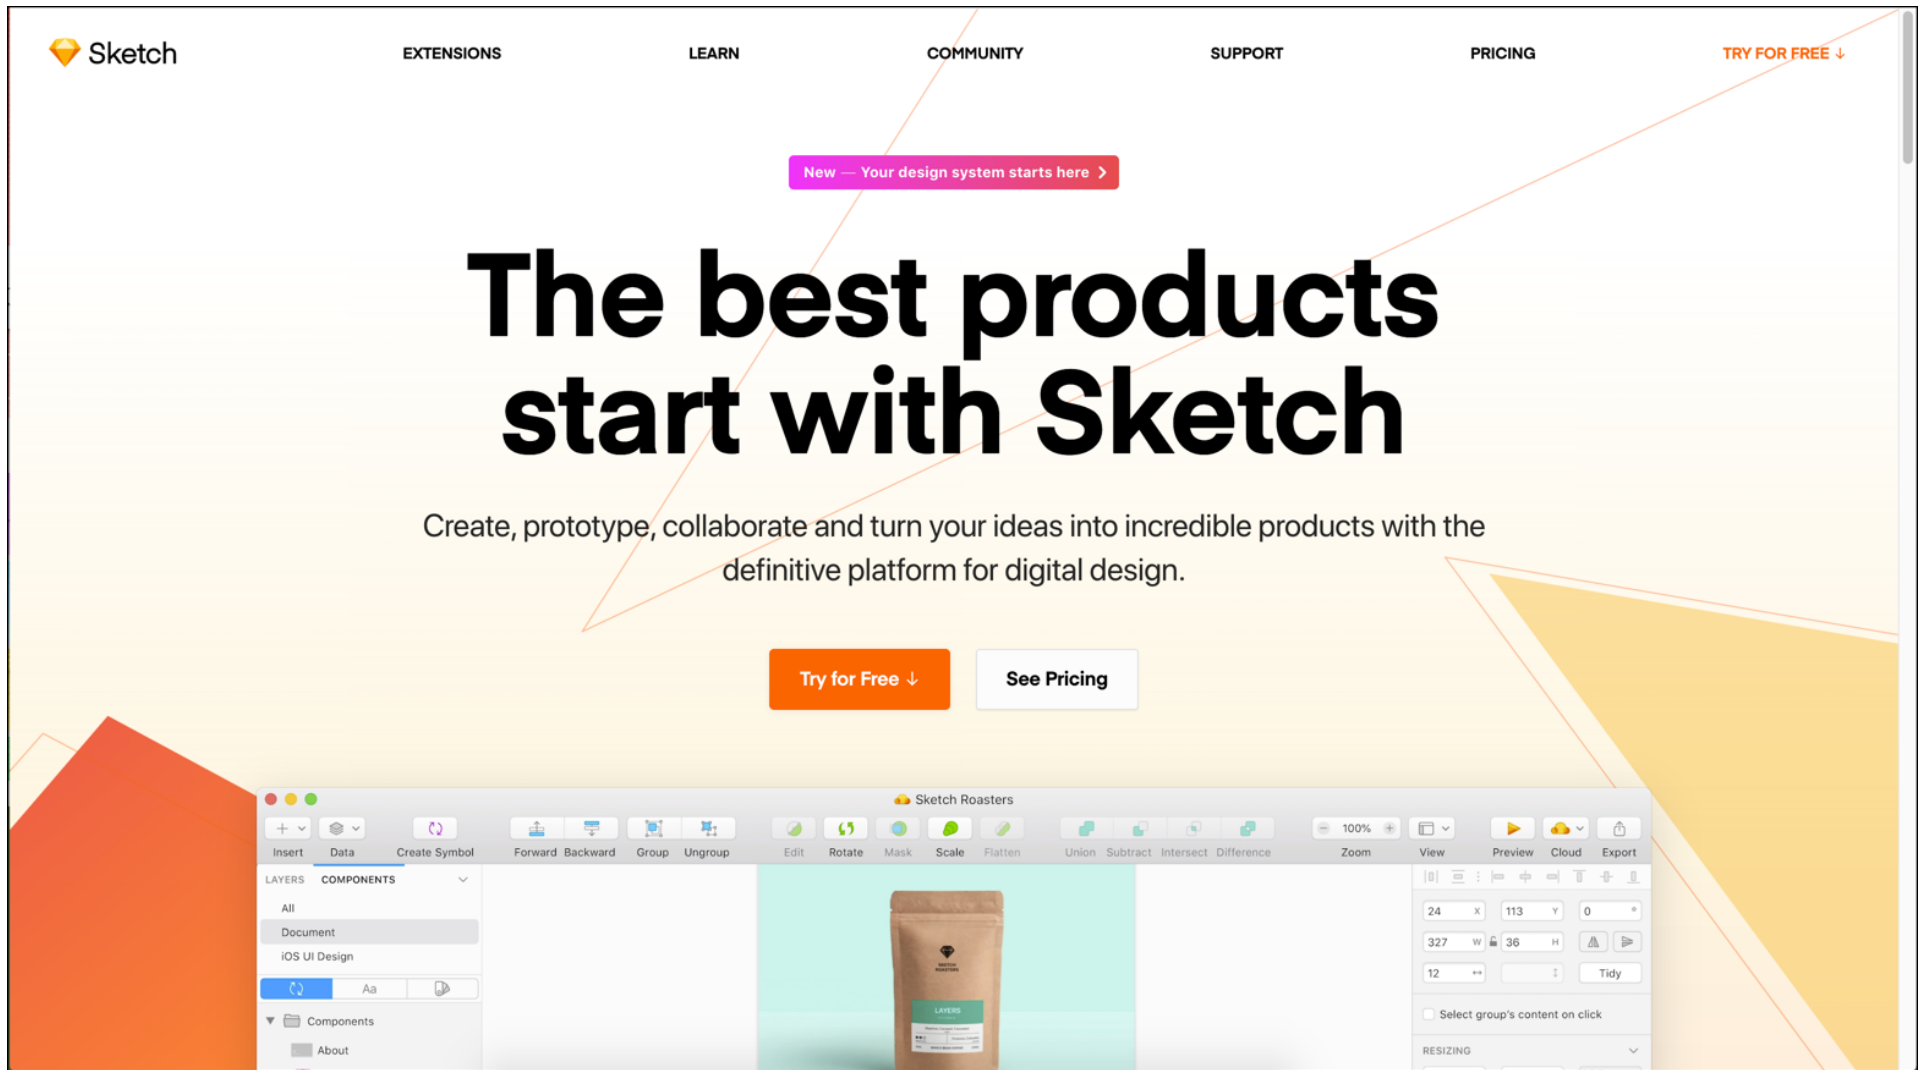 Sketch
EXTENSIONS
LEARN
COMMUNITY
SUPPORT
PRICING
TRY FOR FREE ↓
New — Your design system starts here
The best products
start with Sketch
Create, prototype, collaborate and turn your ideas into incredible products with the
definitive platform for digital design.
Try for Free ↓
See Pricing
Sketch Roasters
100%
Insert
Data
Create Symbol
Forward
Backward
Group
Ungroup
Edit
Rotate
Mask
Scale
Flatten
Union
Subtract
Intersect
Difference
Zoom
View
Preview
Cloud
Export
LAYERS
COMPONENTS
All
Document
iOS UI Design
Aa
Components
About
SKETCH
ROASTERS
LAYERS
24 X
113 Y
0 °
327 W
36 H
12
Tidy
Select group's content on click
RESIZING